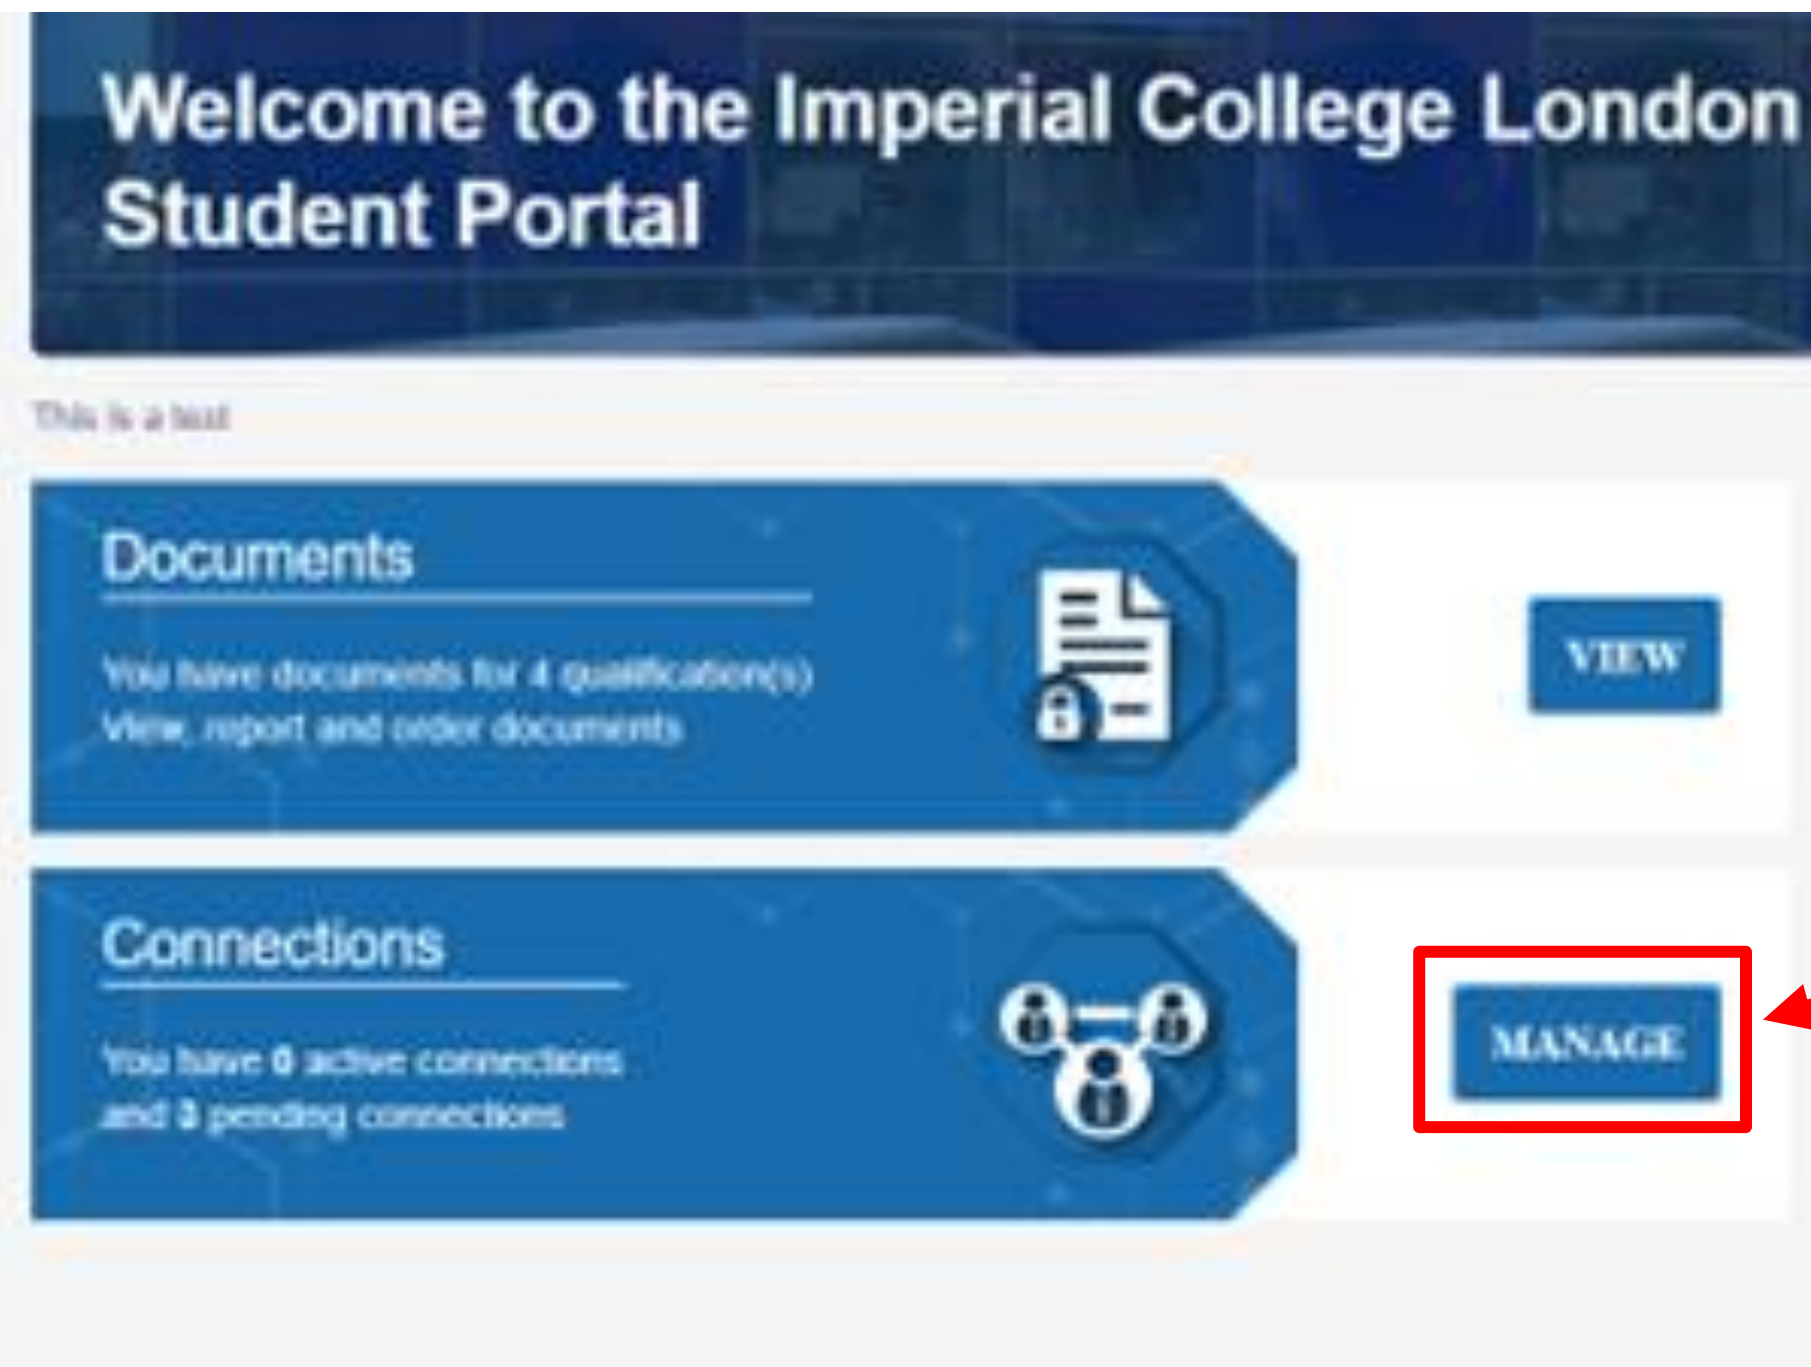 Welcome to the Imperial College London
Student Portal
This is a test
Documents
You have documents for 4 qualification(s)
View, report and order documents
VIEW
Connections
You have 0 active connections
and 3 pending connections
MANAGE